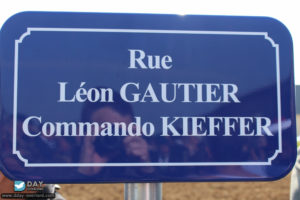 Rue
Léon GAUTIER
Commando KIEFFER
DAY